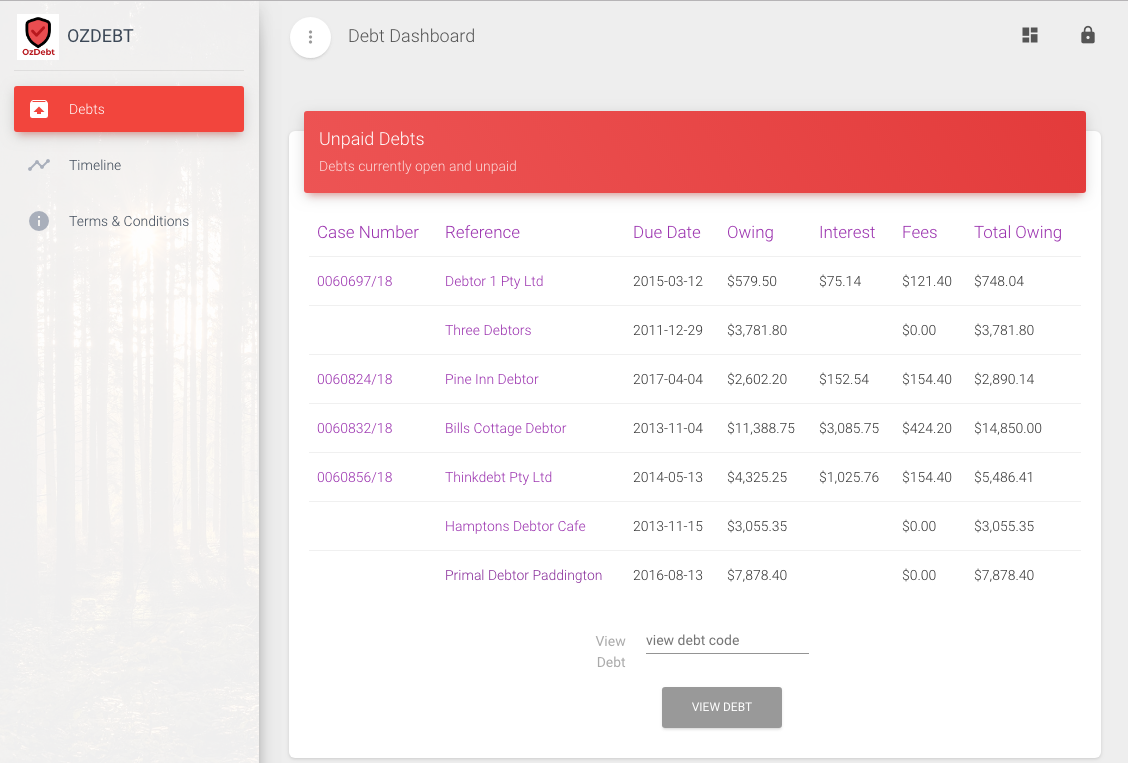 OzDebt
OZDEBT
Debts
Timeline
Terms & Conditions
Debt Dashboard
Unpaid Debts
Debts currently open and unpaid
Case Number Reference Due Date Owing Interest Fees Total Owing
0060697/18 Debtor 1 Pty Ltd 2015-03-12 $579.50 $75.14 $121.40 $748.04
Three Debtors 2011-12-29 $3,781.80 $0.00 $3,781.80
0060824/18 Pine Inn Debtor 2017-04-04 $2,602.20 $152.54 $154.40 $2,890.14
0060832/18 Bills Cottage Debtor 2013-11-04 $11,388.75 $3,085.75 $424.20 $14,850.00
0060856/18 Thinkdebt Pty Ltd 2014-05-13 $4,325.25 $1,025.76 $154.40 $5,486.41
Hamptons Debtor Cafe 2013-11-15 $3,055.35 $0.00 $3,055.35
Primal Debtor Paddington 2016-08-13 $7,878.40 $0.00 $7,878.40
View
Debt
view debt code
VIEW DEBT